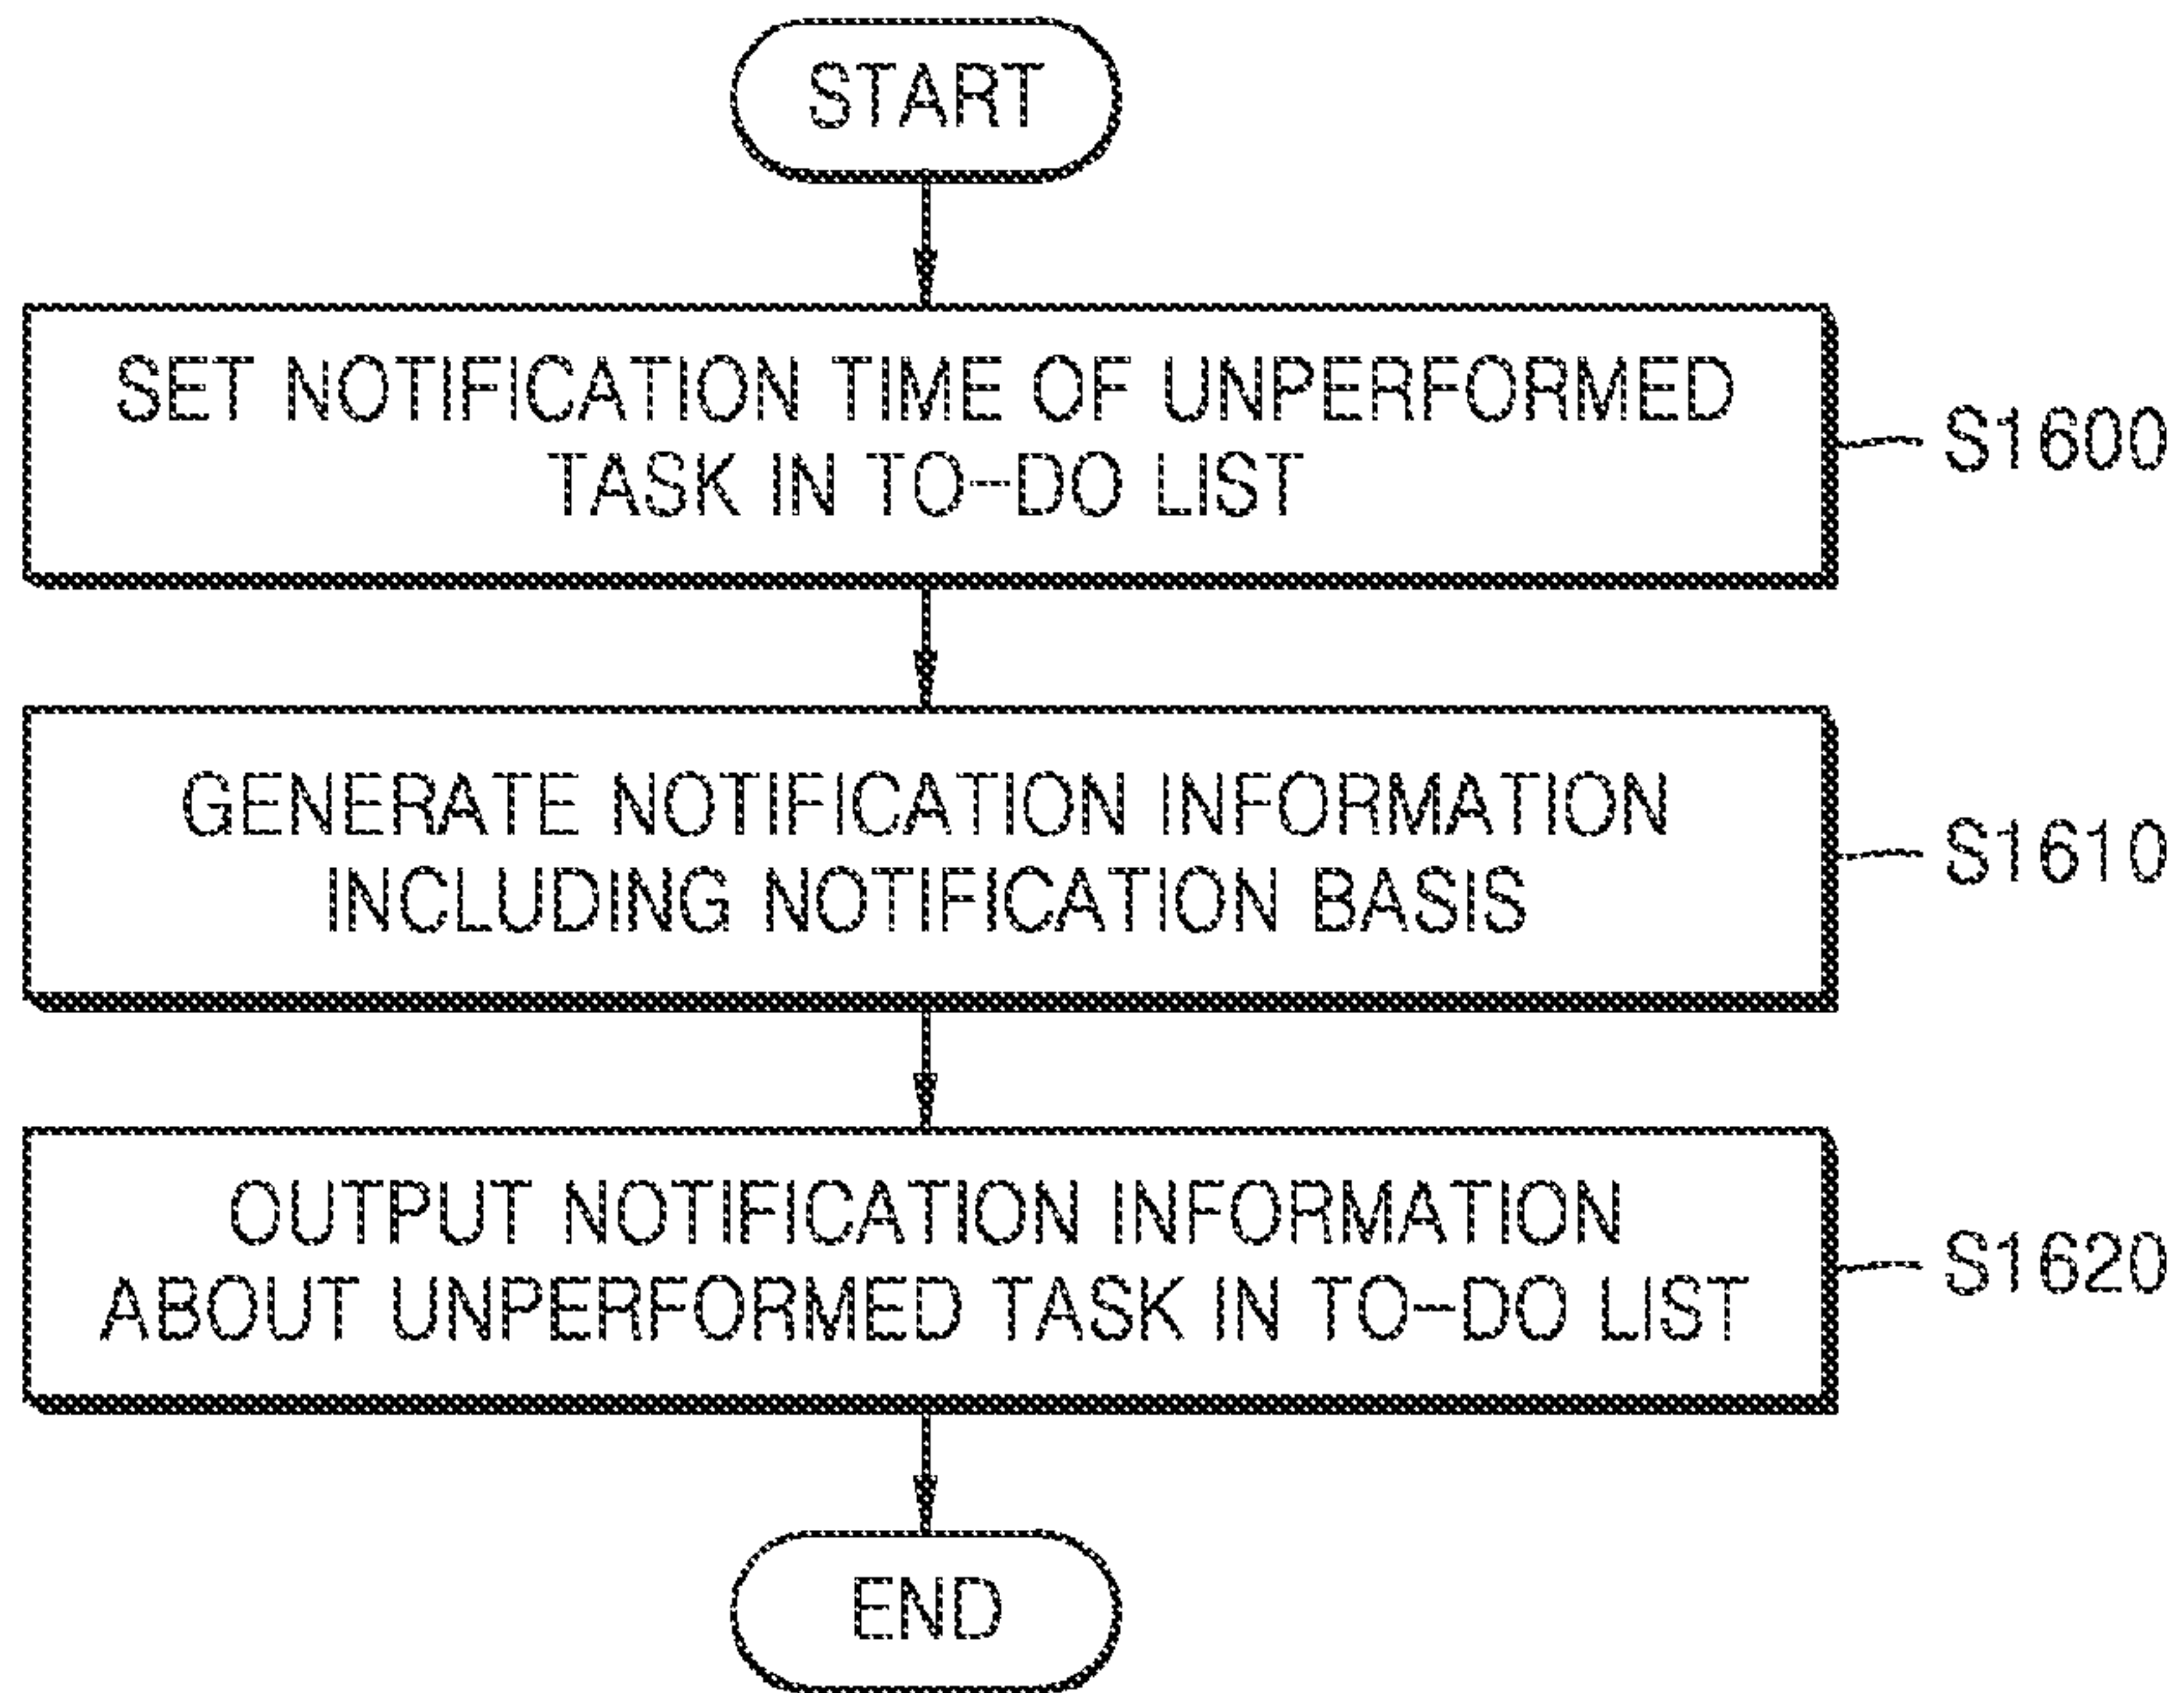 START
SET NOTIFICATION TIME OF UNPERFORMED
TASK IN TO-DO LIST
S1600
GENERATE NOTIFICATION INFORMATION
INCLUDING NOTIFICATION BASIS
S1610
OUTPUT NOTIFICATION INFORMATION
ABOUT UNPERFORMED TASK IN TO-DO LIST
S1620
END